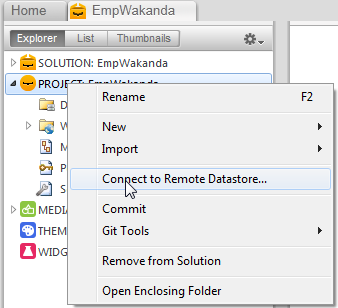 Home EmpWakanda
Explorer List Thumbnails
SOLUTION: EmpWakanda
PROJECT: EmpWakanda
Rename F2
D
New
W
Import
M
P
Connect to Remote Datastore...
S
Commit
MEDIA
Git Tools
THEM
WIDG
Remove from Solution
Open Enclosing Folder